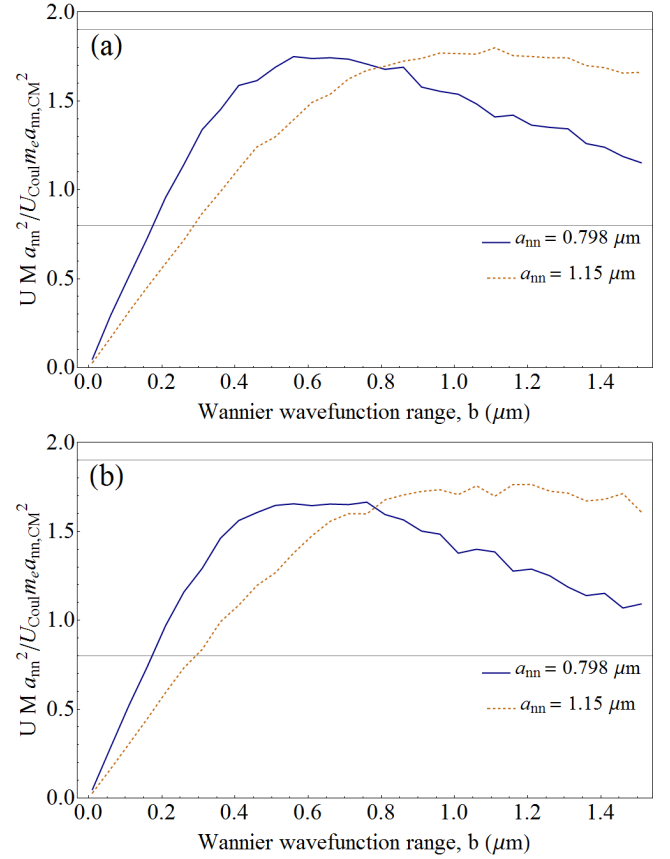 (a)
U M a_nn^2/U_Coul m_e a_nn,CM^2
2.0
1.5
1.0
0.5
0.0
a_nn = 0.798 μm
a_nn = 1.15 μm
0.0 0.2 0.4 0.6 0.8 1.0 1.2 1.4
Wannier wavefunction range, b (μm)
(b)
U M a_nn^2/U_Coul m_e a_nn,CM^2
2.0
1.5
1.0
0.5
0.0
a_nn = 0.798 μm
a_nn = 1.15 μm
0.0 0.2 0.4 0.6 0.8 1.0 1.2 1.4
Wannier wavefunction range, b (μm)